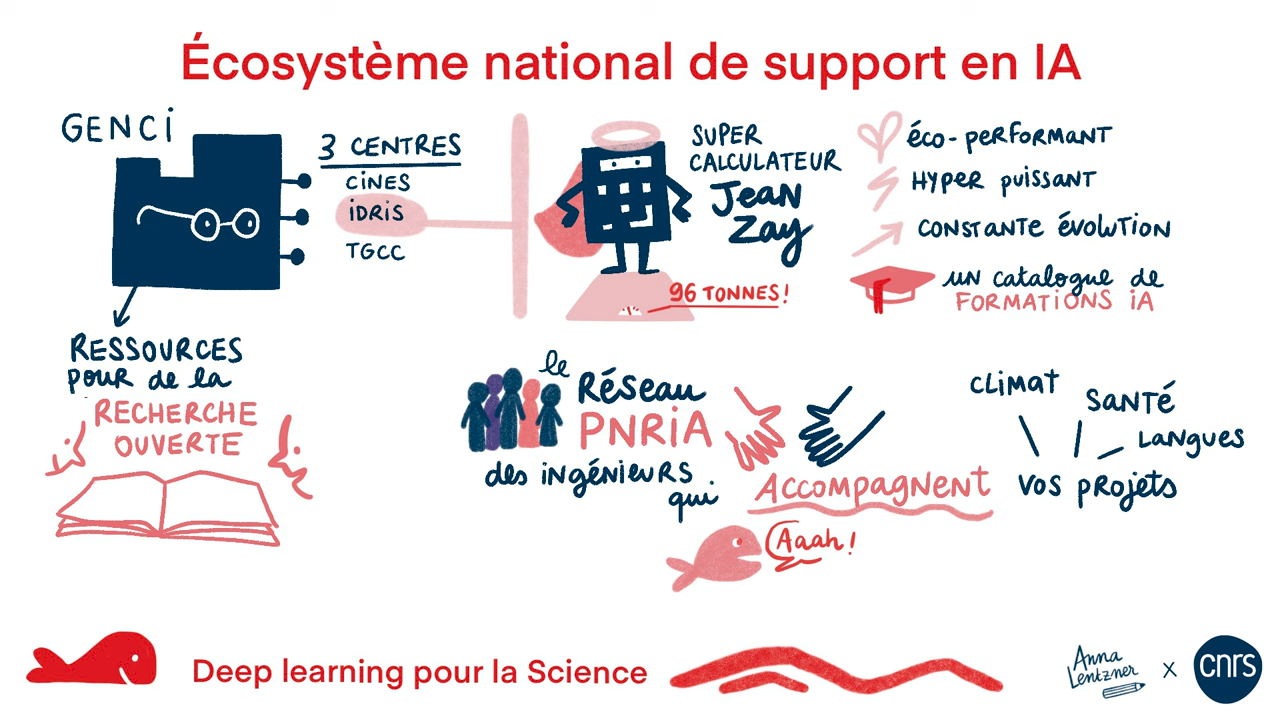 Écosystème national de support en IA
GENCI
3 CENTRES
CINES
IDRIS
TGCC
SUPER
CALCULATEUR
Jean
Zay
96 TONNES!
éco-performant
HYPER puissant
CONSTANTE ÉVOLUTION
un catalogue de
FORMATIONS IA
RESSOURCES
pour de la
RECHERCHE
OUVERTE
le
Réseau
PNRIA
des ingénieurs
qui
ACCOMPAGNENT
Aaah!
CLIMAT
SANTÉ
LANGUES
VOS projets
Deep learning pour la Science
Anna
Lentzner
X
cnrs